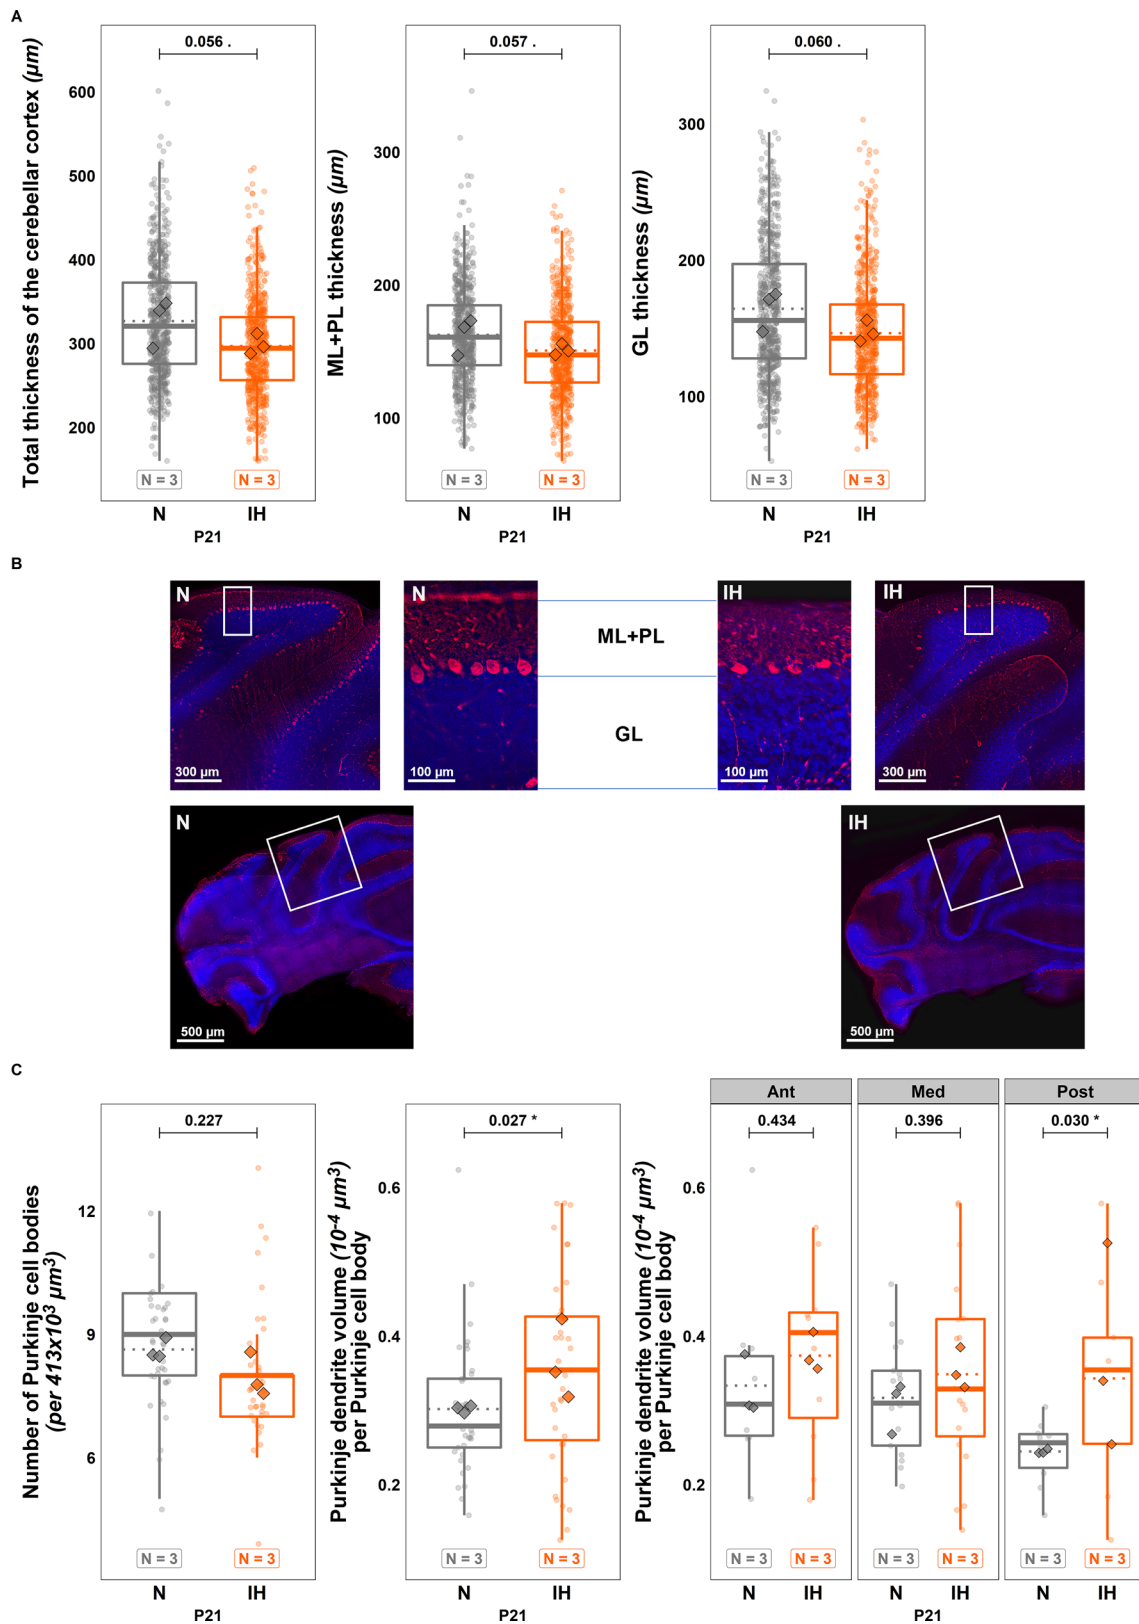 A
Total thickness of the cerebellar cortex (µm)
600
500
400
300
200
0.056 .
N = 3
N = 3
N
IH
P21
ML+PL thickness (µm)
300
200
100
0.057 .
N = 3
N = 3
N
IH
P21
GL thickness (µm)
300
200
100
0.060 .
N = 3
N = 3
N
IH
P21
B
N
300 µm
N
100 µm
ML+PL
GL
IH
100 µm
IH
300 µm
N
500 µm
IH
500 µm
C
Number of Purkinje cell bodies
(per 413x10³ µm³)
12
9
6
0.227
N = 3
N = 3
N
IH
P21
Purkinje dendrite volume (10⁻⁴ µm³)
per Purkinje cell body
0.6
0.4
0.2
0.027 *
N = 3
N = 3
N
IH
P21
Purkinje dendrite volume (10⁻⁴ µm³)
per Purkinje cell body
0.6
0.4
0.2
Ant
0.434
N = 3
N = 3
N
IH
Med
0.396
N = 3
N = 3
N
IH
Post
0.030 *
N = 3
N = 3
N
IH
P21